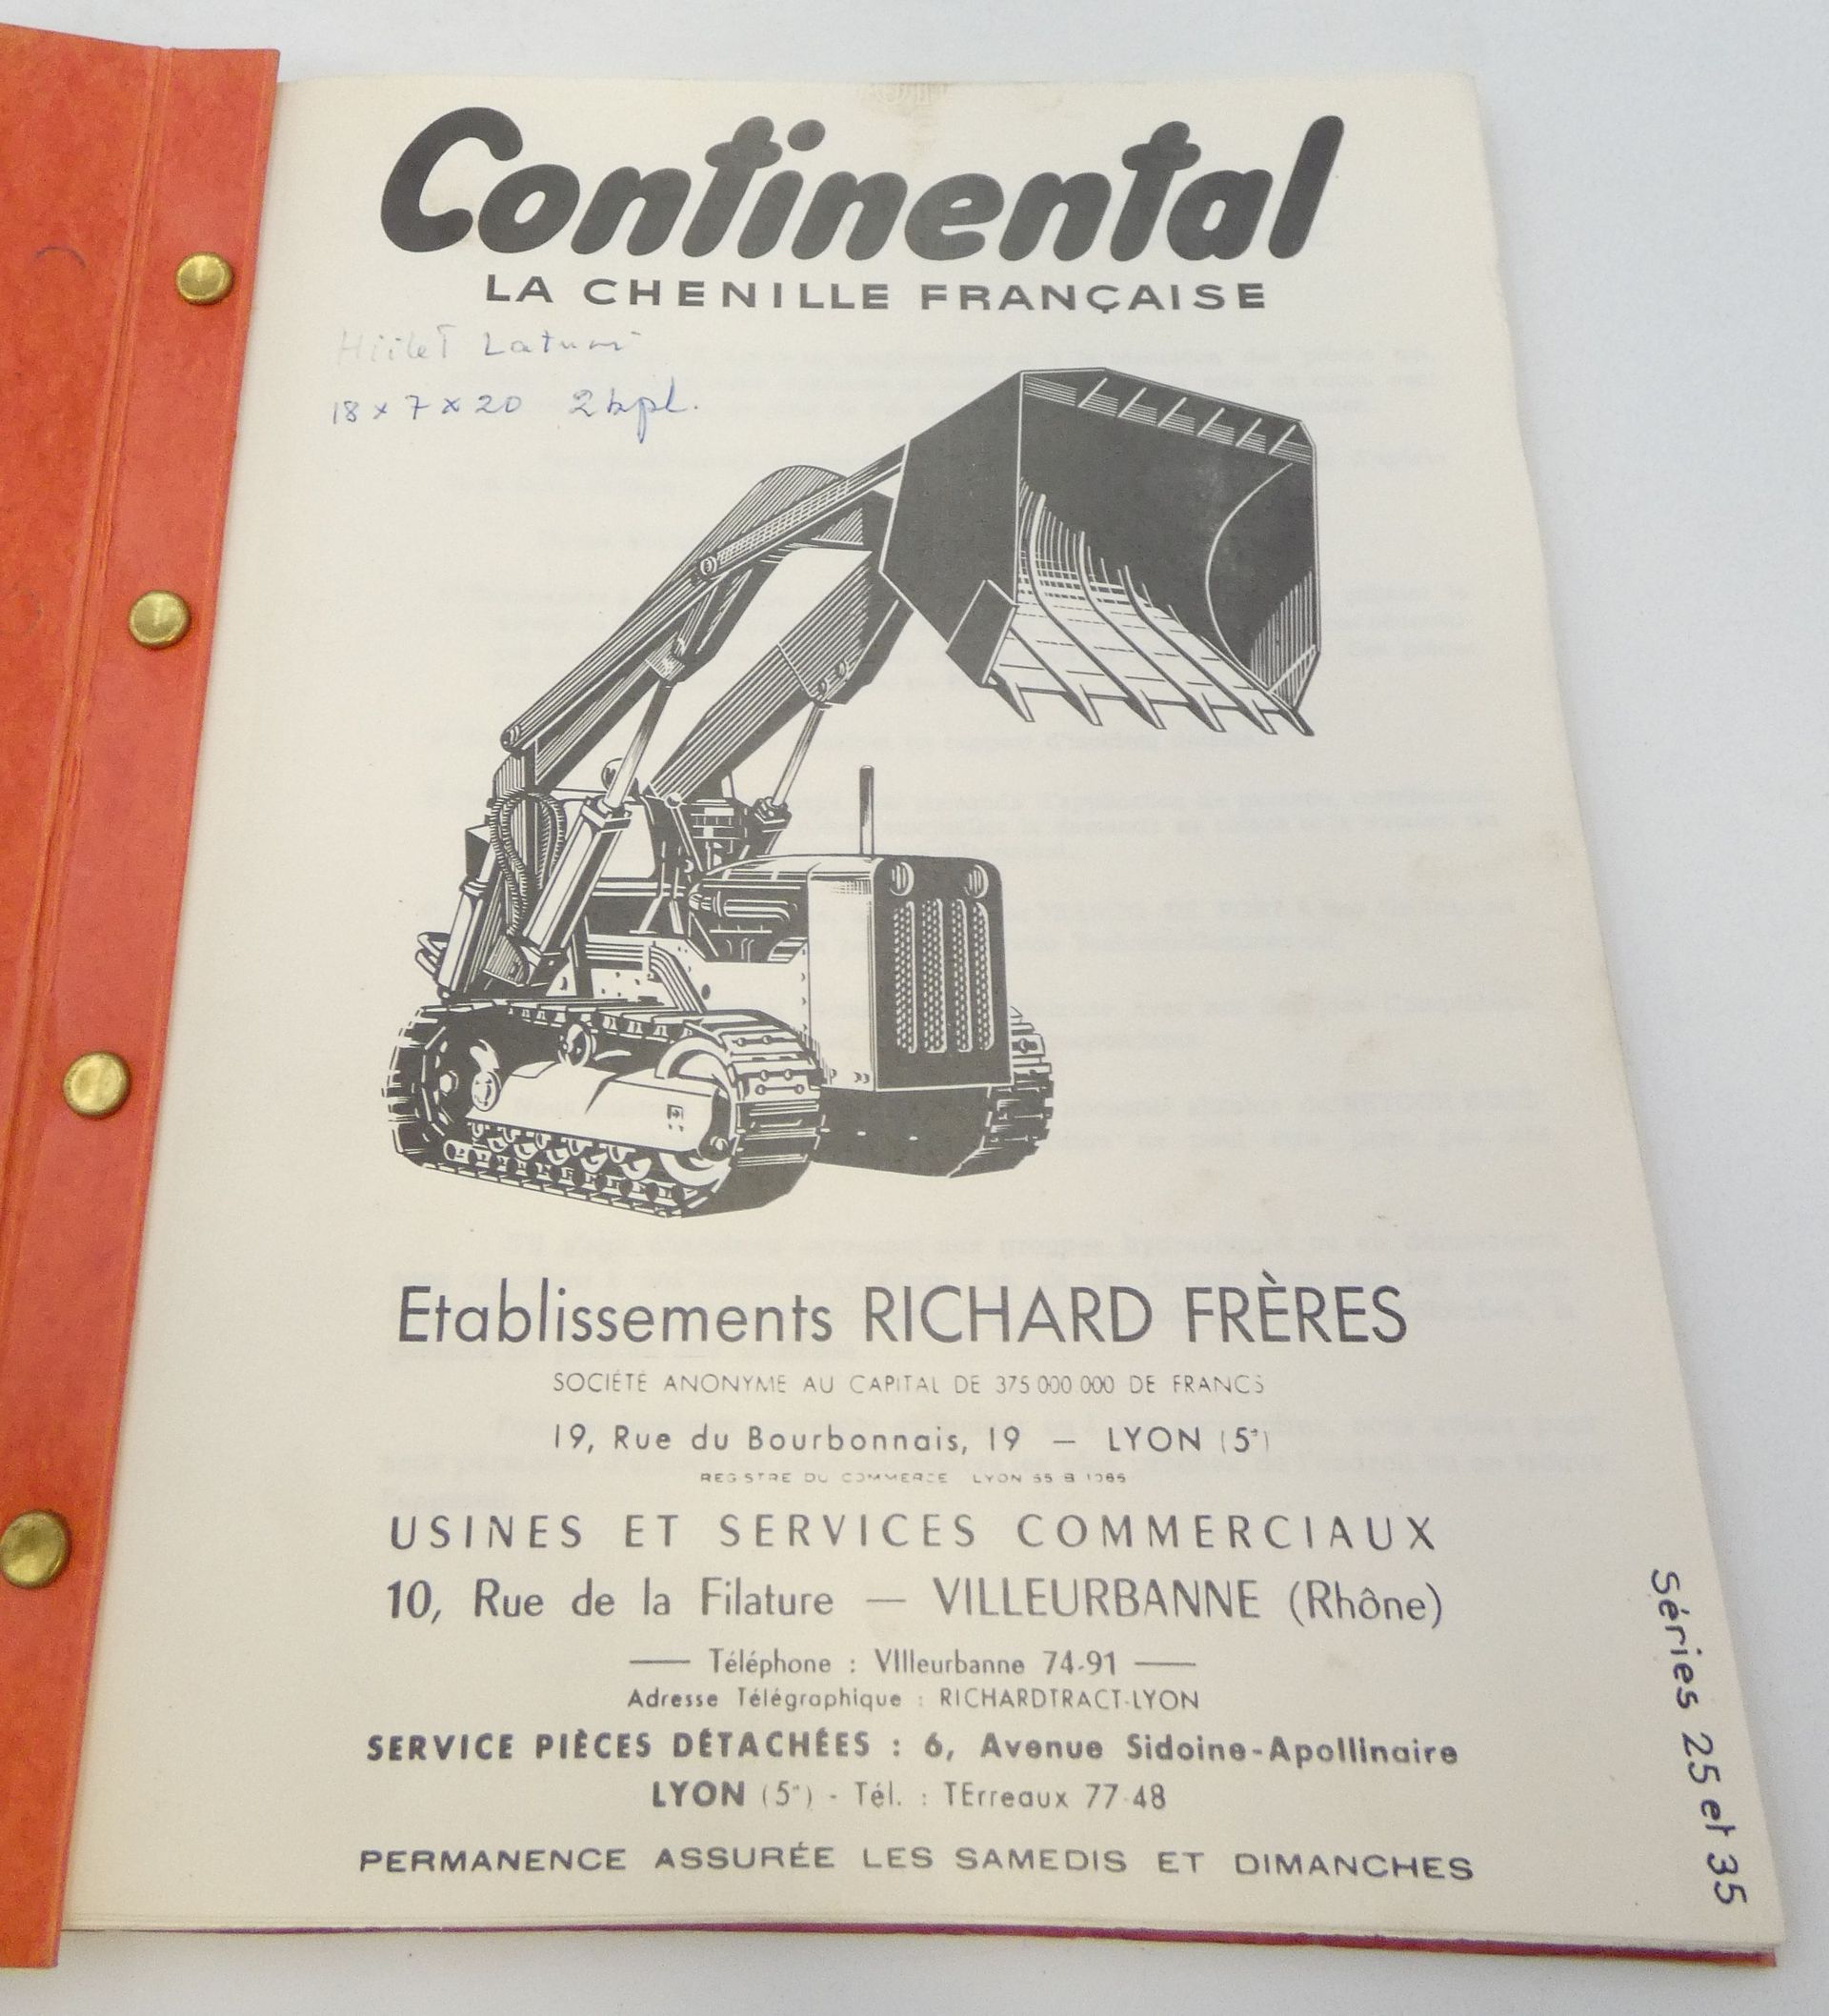 Continental
LA CHENILLE FRANÇAISE
18 x 7 x 20 2 bpl.
Etablissements RICHARD FRÈRES
SOCIÉTÉ ANONYME AU CAPITAL DE 375 000 000 DE FRANCS
19, Rue du Bourbonnais, 19 — LYON (5e)
REGISTRE DU COMMERCE LYON 55 B 1085
USINES ET SERVICES COMMERCIAUX
10, Rue de la Filature — VILLEURBANNE (Rhône)
— Téléphone : VIlleurbanne 74-91 —
Adresse Télégraphique : RICHARDTRACT-LYON
SERVICE PIÈCES DÉTACHÉES : 6, Avenue Sidoine-Apollinaire
LYON (5e) - Tél. : TErreaux 77-48
PERMANENCE ASSURÉE LES SAMEDIS ET DIMANCHES
Séries 25 et 35